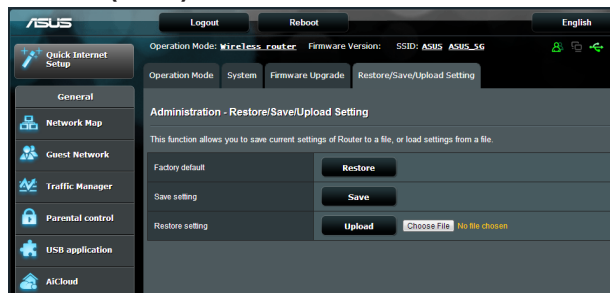 ASUS
Logout
Reboot
English
Quick Internet
Setup
Operation Mode: Wireless router Firmware Version: SSID: ASUS ASUS_5G
Operation Mode
System
Firmware Upgrade
Restore/Save/Upload Setting
General
Network Map
Guest Network
Traffic Manager
Parental control
USB application
AiCloud
Administration - Restore/Save/Upload Setting
This function allows you to save current settings of Router to a file, or load settings from a file.
Factory default
Restore
Save setting
Save
Restore setting
Upload
Choose File No file chosen